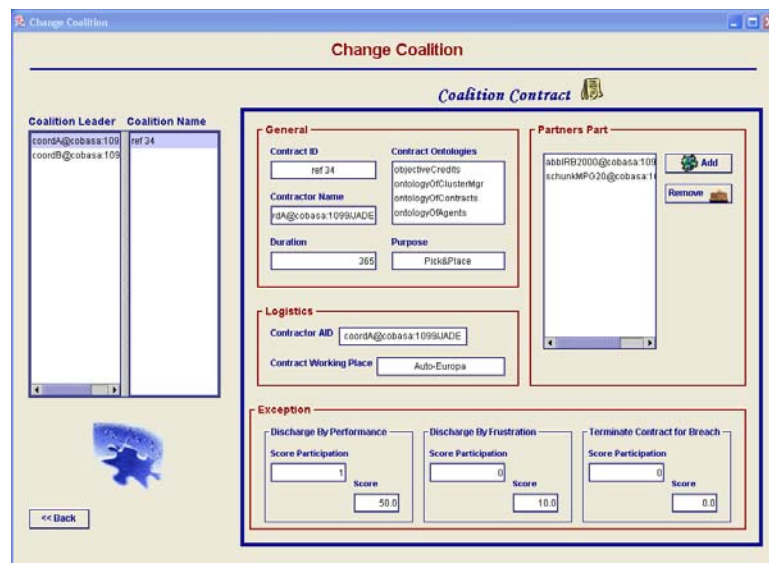 Change Coalition
Change Coalition
Coalition Contract
Coalition Leader Coalition Name
coordA@cobasa:109 ref 34
coordB@cobasa:109
General
Contract ID
ref 34
Contractor Name
rdA@cobasa:1099/JADE
Duration
365
Contract Ontologies
objectiveCredits
ontologyOfClusterMgr
ontologyOfContracts
ontologyOfAgents
Purpose
Pick&Place
Partners Part
abbIRB2000@cobasa:109
schunkMPG20@cobasa:1
Add
Remove
Logistics
Contractor AID coordA@cobasa:1099/JADE
Contract Working Place Auto-Europa
Exception
Discharge By Performance
Score Participation
1
Score
50.0
Discharge By Frustration
Score Participation
0
Score
10.0
Terminate Contract for Breach
Score Participation
0
Score
0.0
<< Back